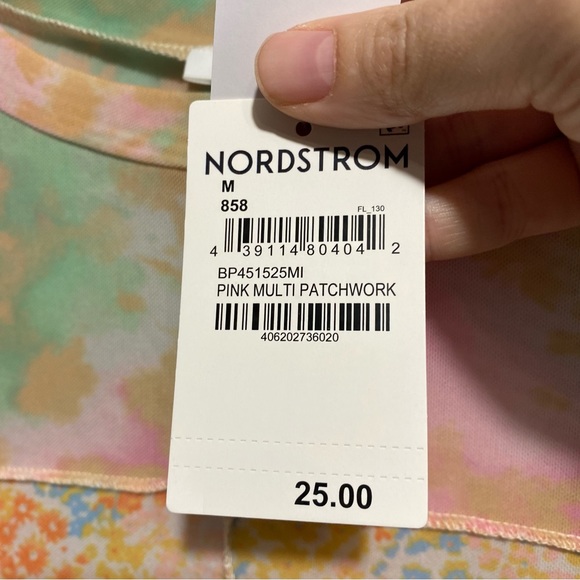 NORDSTROM
M
858
FL_130
4 39114 80404 2
BP451525MI
PINK MULTI PATCHWORK
406202736020
25.00